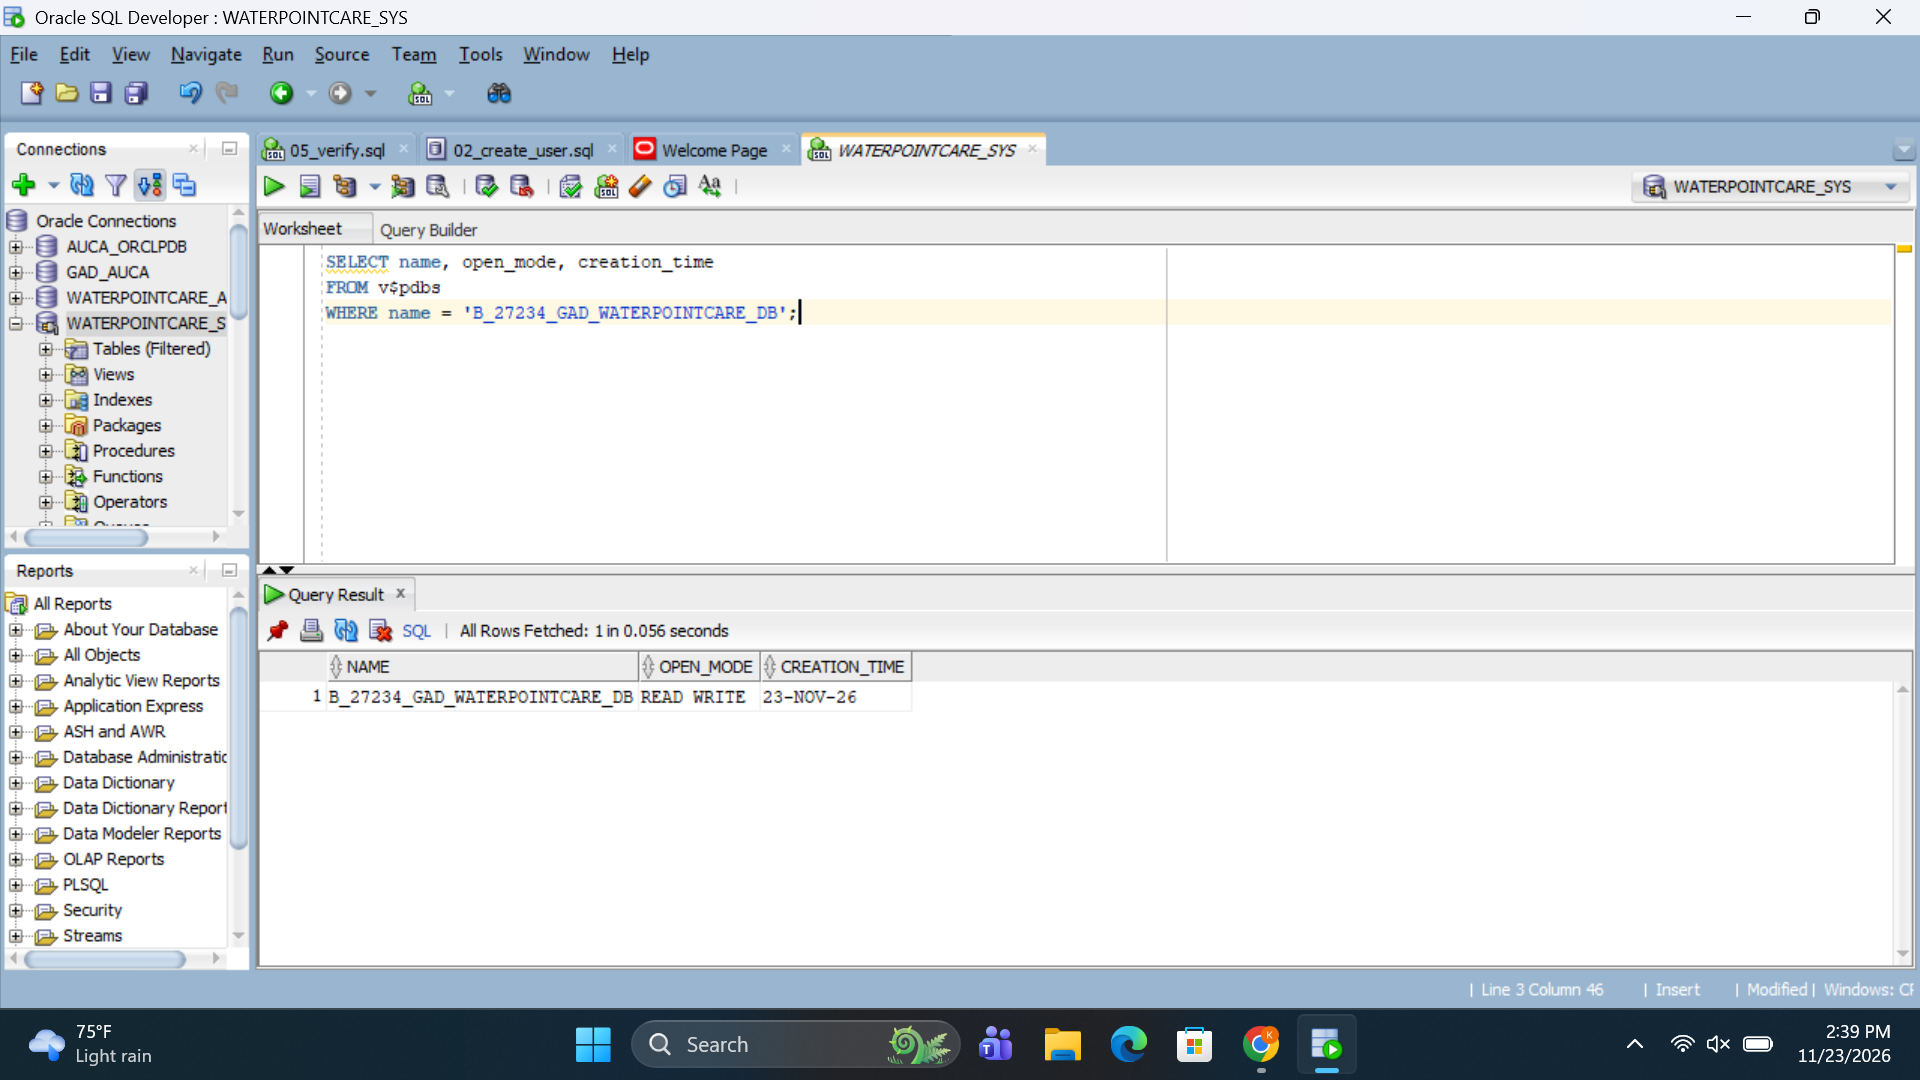 Oracle SQL Developer : WATERPOINTCARE_SYS
File Edit View Navigate Run Source Team Tools Window Help
Connections
Oracle Connections
AUCA_ORCLPDB
GAD_AUCA
WATERPOINTCARE_A
WATERPOINTCARE_S
Tables (Filtered)
Views
Indexes
Packages
Procedures
Functions
Operators
Reports
All Reports
About Your Database
All Objects
Analytic View Reports
Application Express
ASH and AWR
Database Administratic
Data Dictionary
Data Dictionary Report
Data Modeler Reports
OLAP Reports
PLSQL
Security
Streams
05_verify.sql 02_create_user.sql Welcome Page WATERPOINTCARE_SYS
WATERPOINTCARE_SYS
Worksheet Query Builder
SELECT name, open_mode, creation_time
FROM v$pdbs
WHERE name = 'B_27234_GAD_WATERPOINTCARE_DB';
Query Result
SQL | All Rows Fetched: 1 in 0.056 seconds
NAME OPEN_MODE CREATION_TIME
1 B_27234_GAD_WATERPOINTCARE_DB READ WRITE 23-NOV-26
| Line 3 Column 46 | Insert | Modified | Windows: CF
75°F
Light rain
Search
2:39 PM
11/23/2026